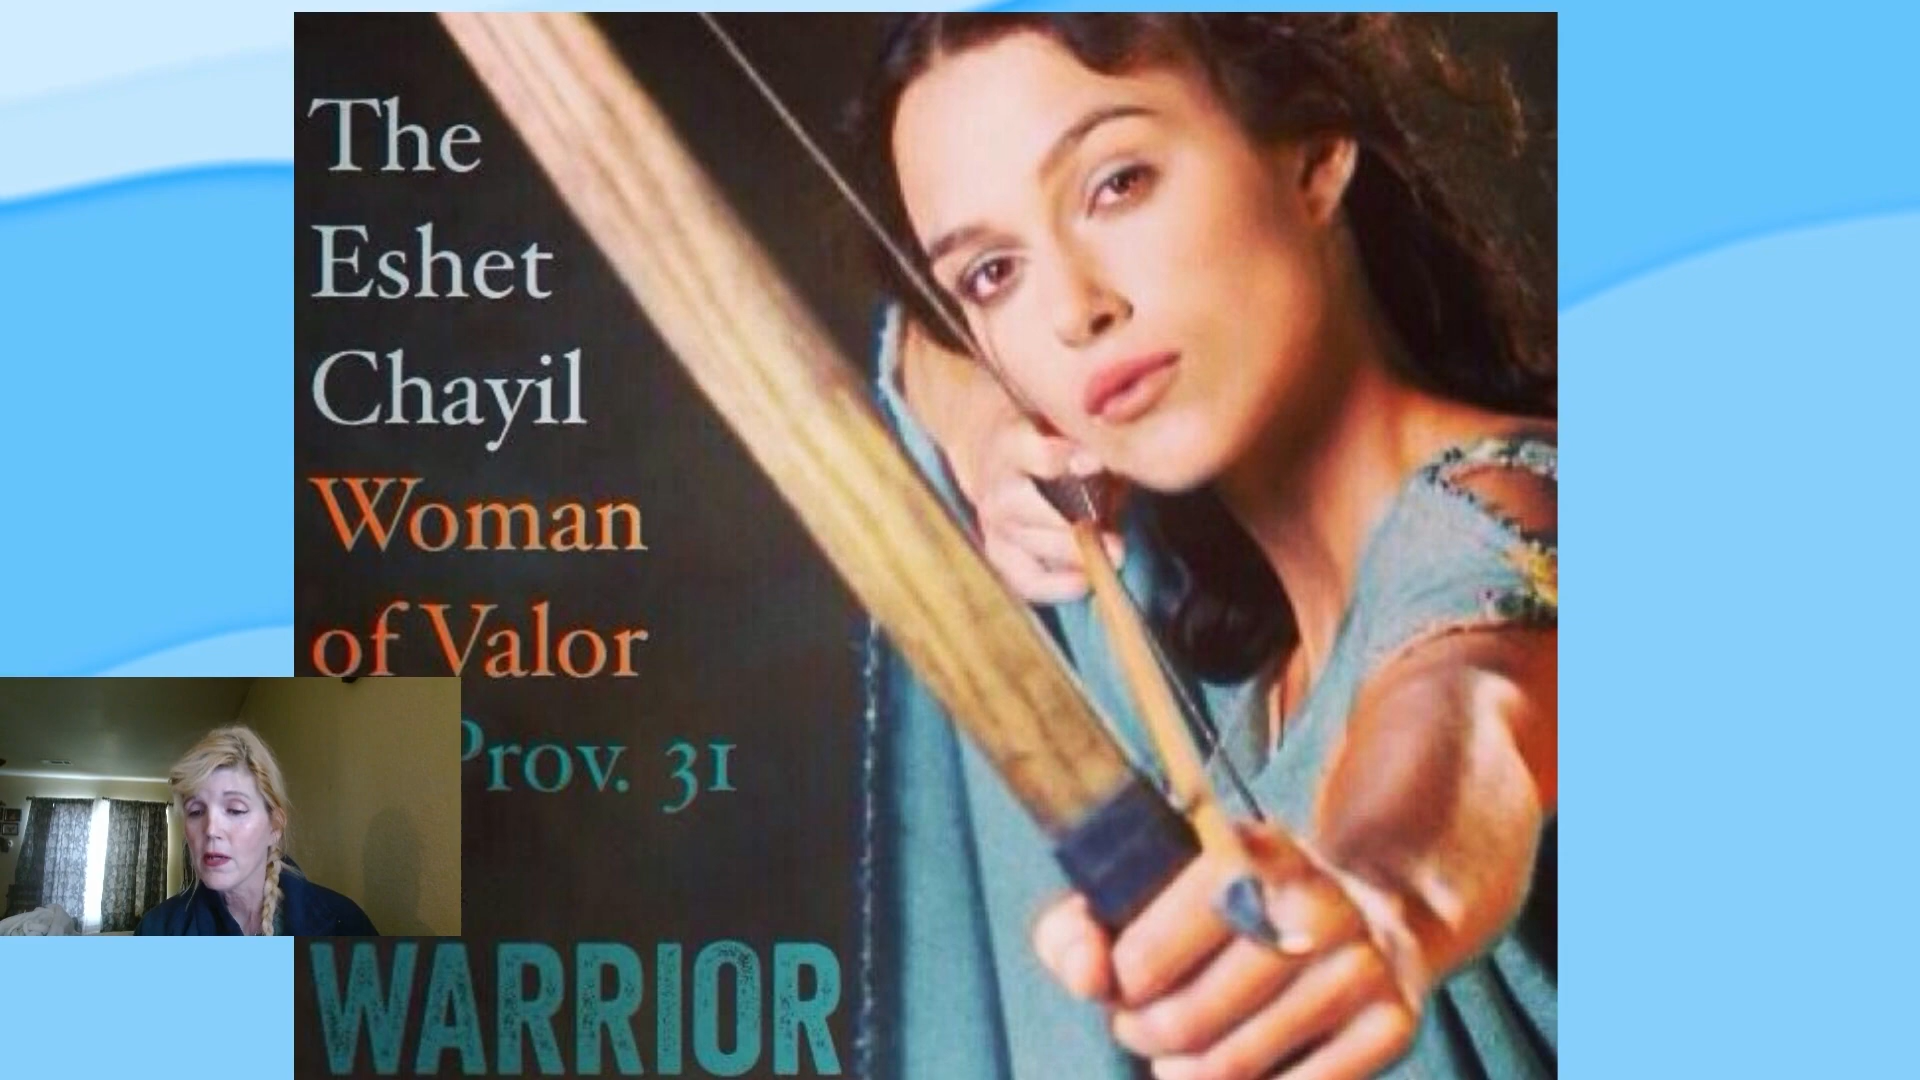 The
Eshet
Chayil
Woman
of Valor
Prov. 31
WARRIOR